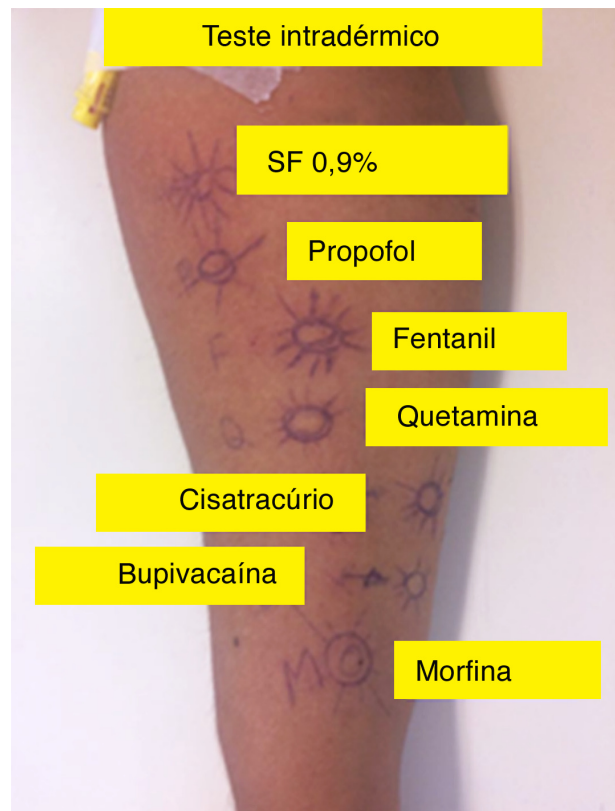 Teste intradérmico
SF 0,9%
Propofol
P
Fentanil
F
Quetamina
Q
Cisatracúrio
Bupivacaína
M
Morfina